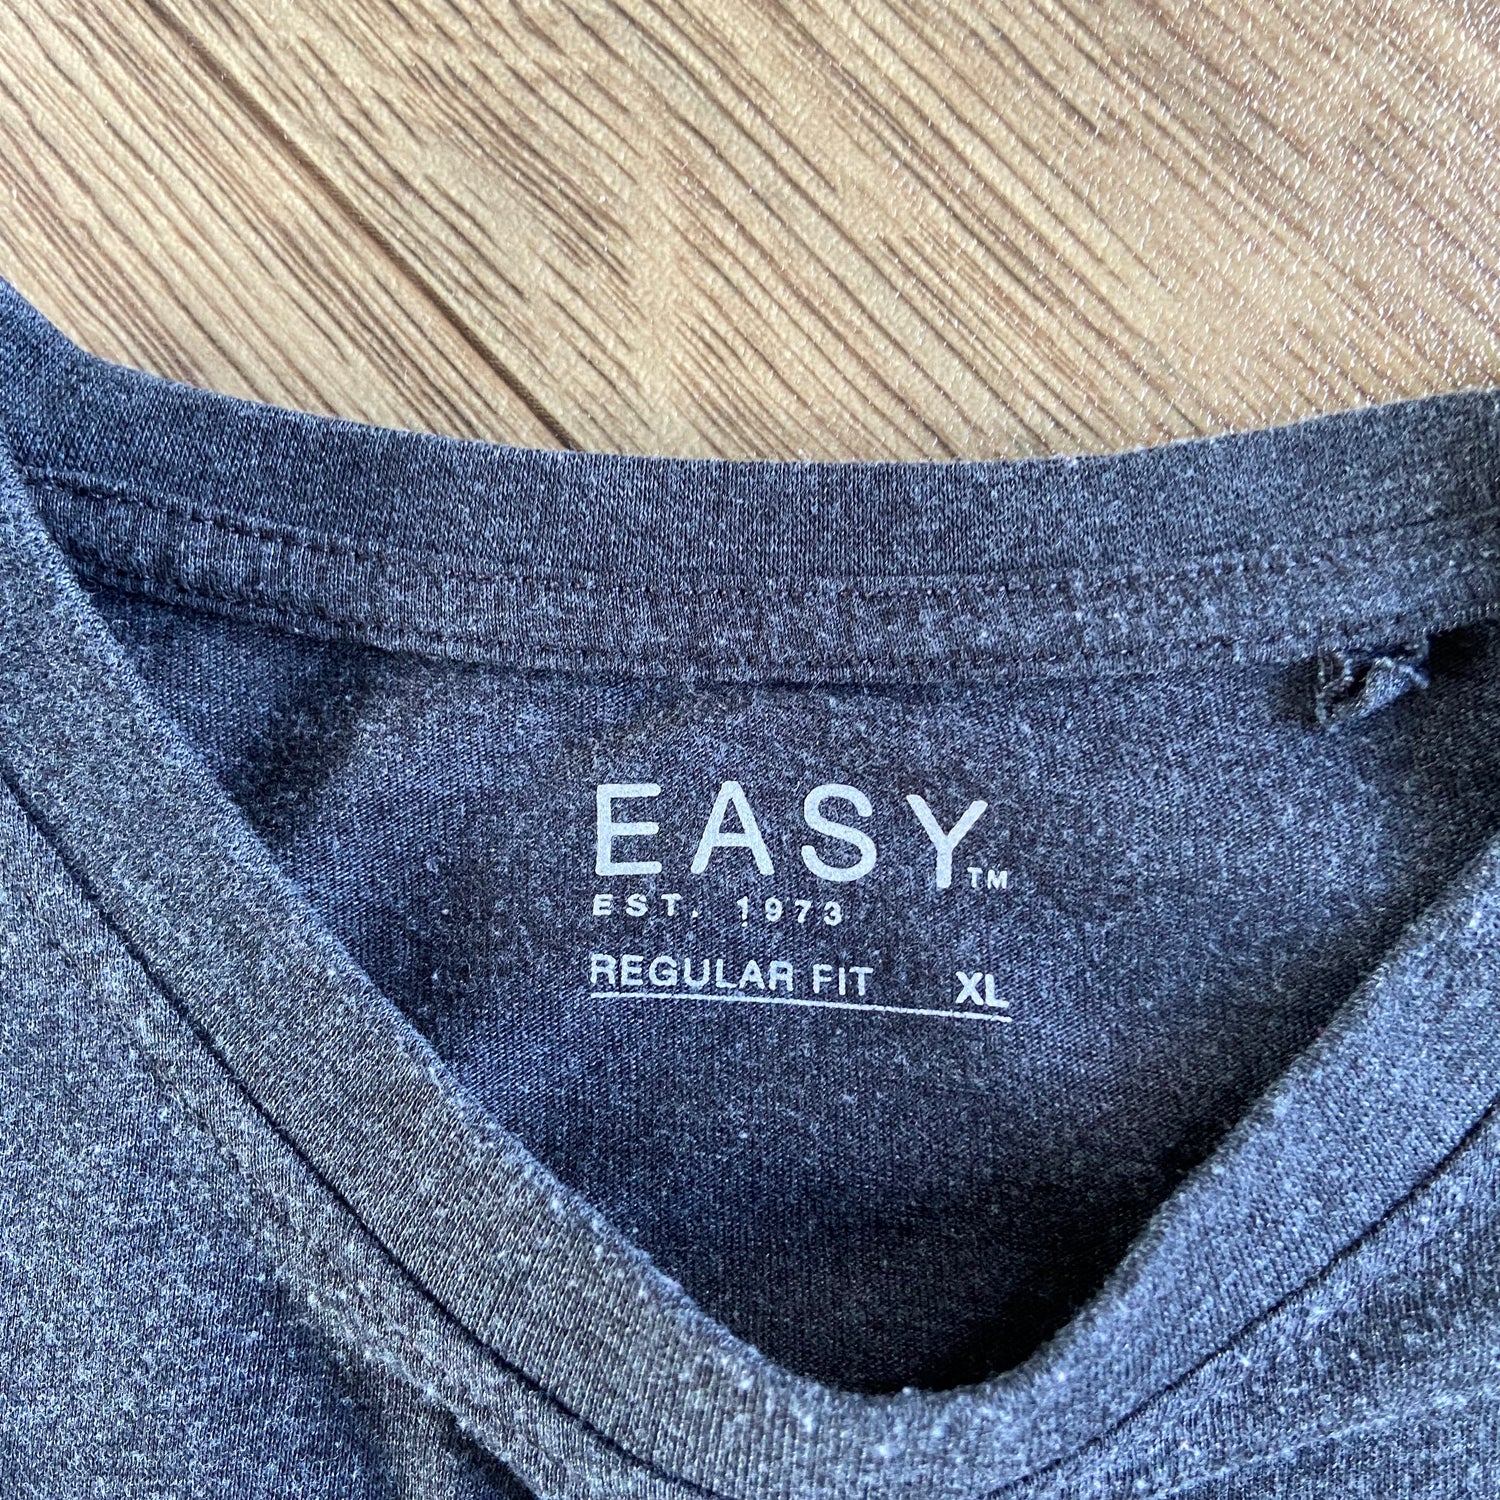 EASY™
EST. 1973
REGULAR FIT XL